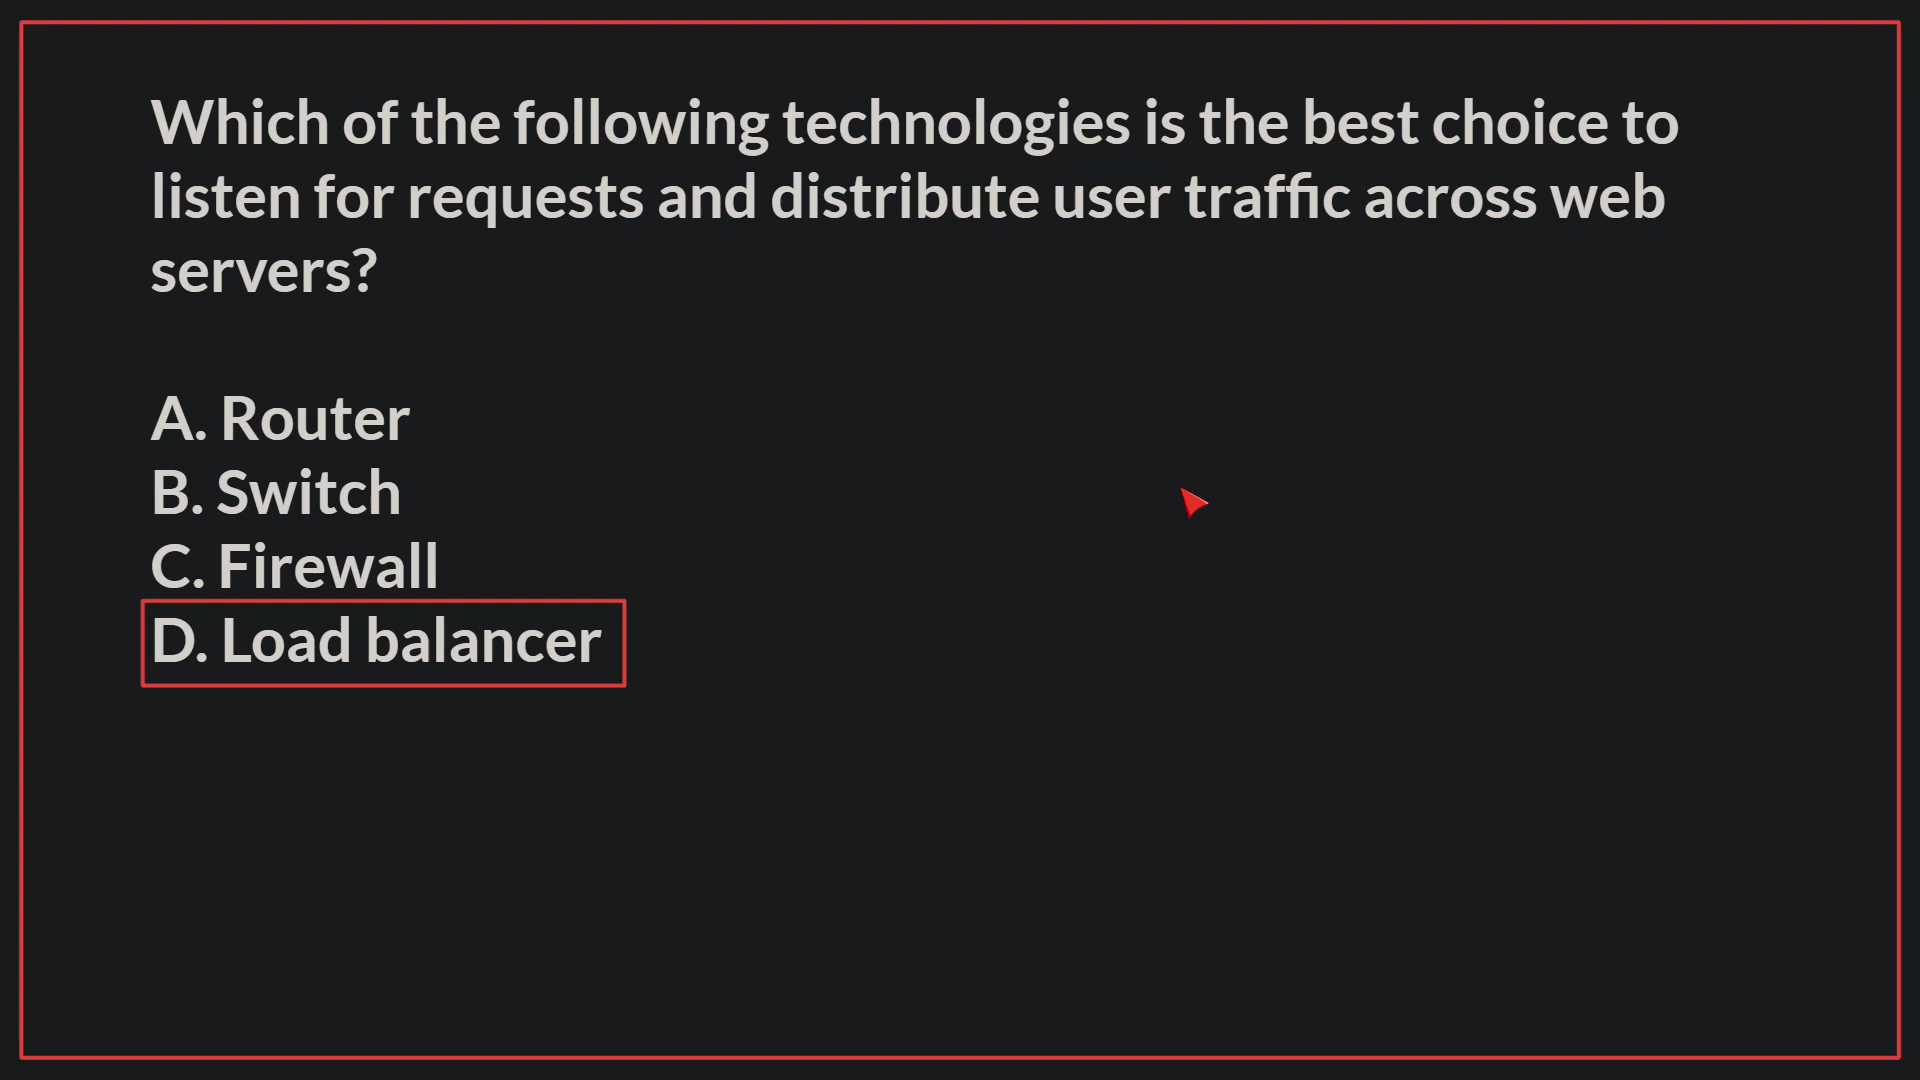 Which of the following technologies is the best choice to
listen for requests and distribute user traffic across web
servers?
A. Router
B. Switch
C. Firewall
D. Load balancer